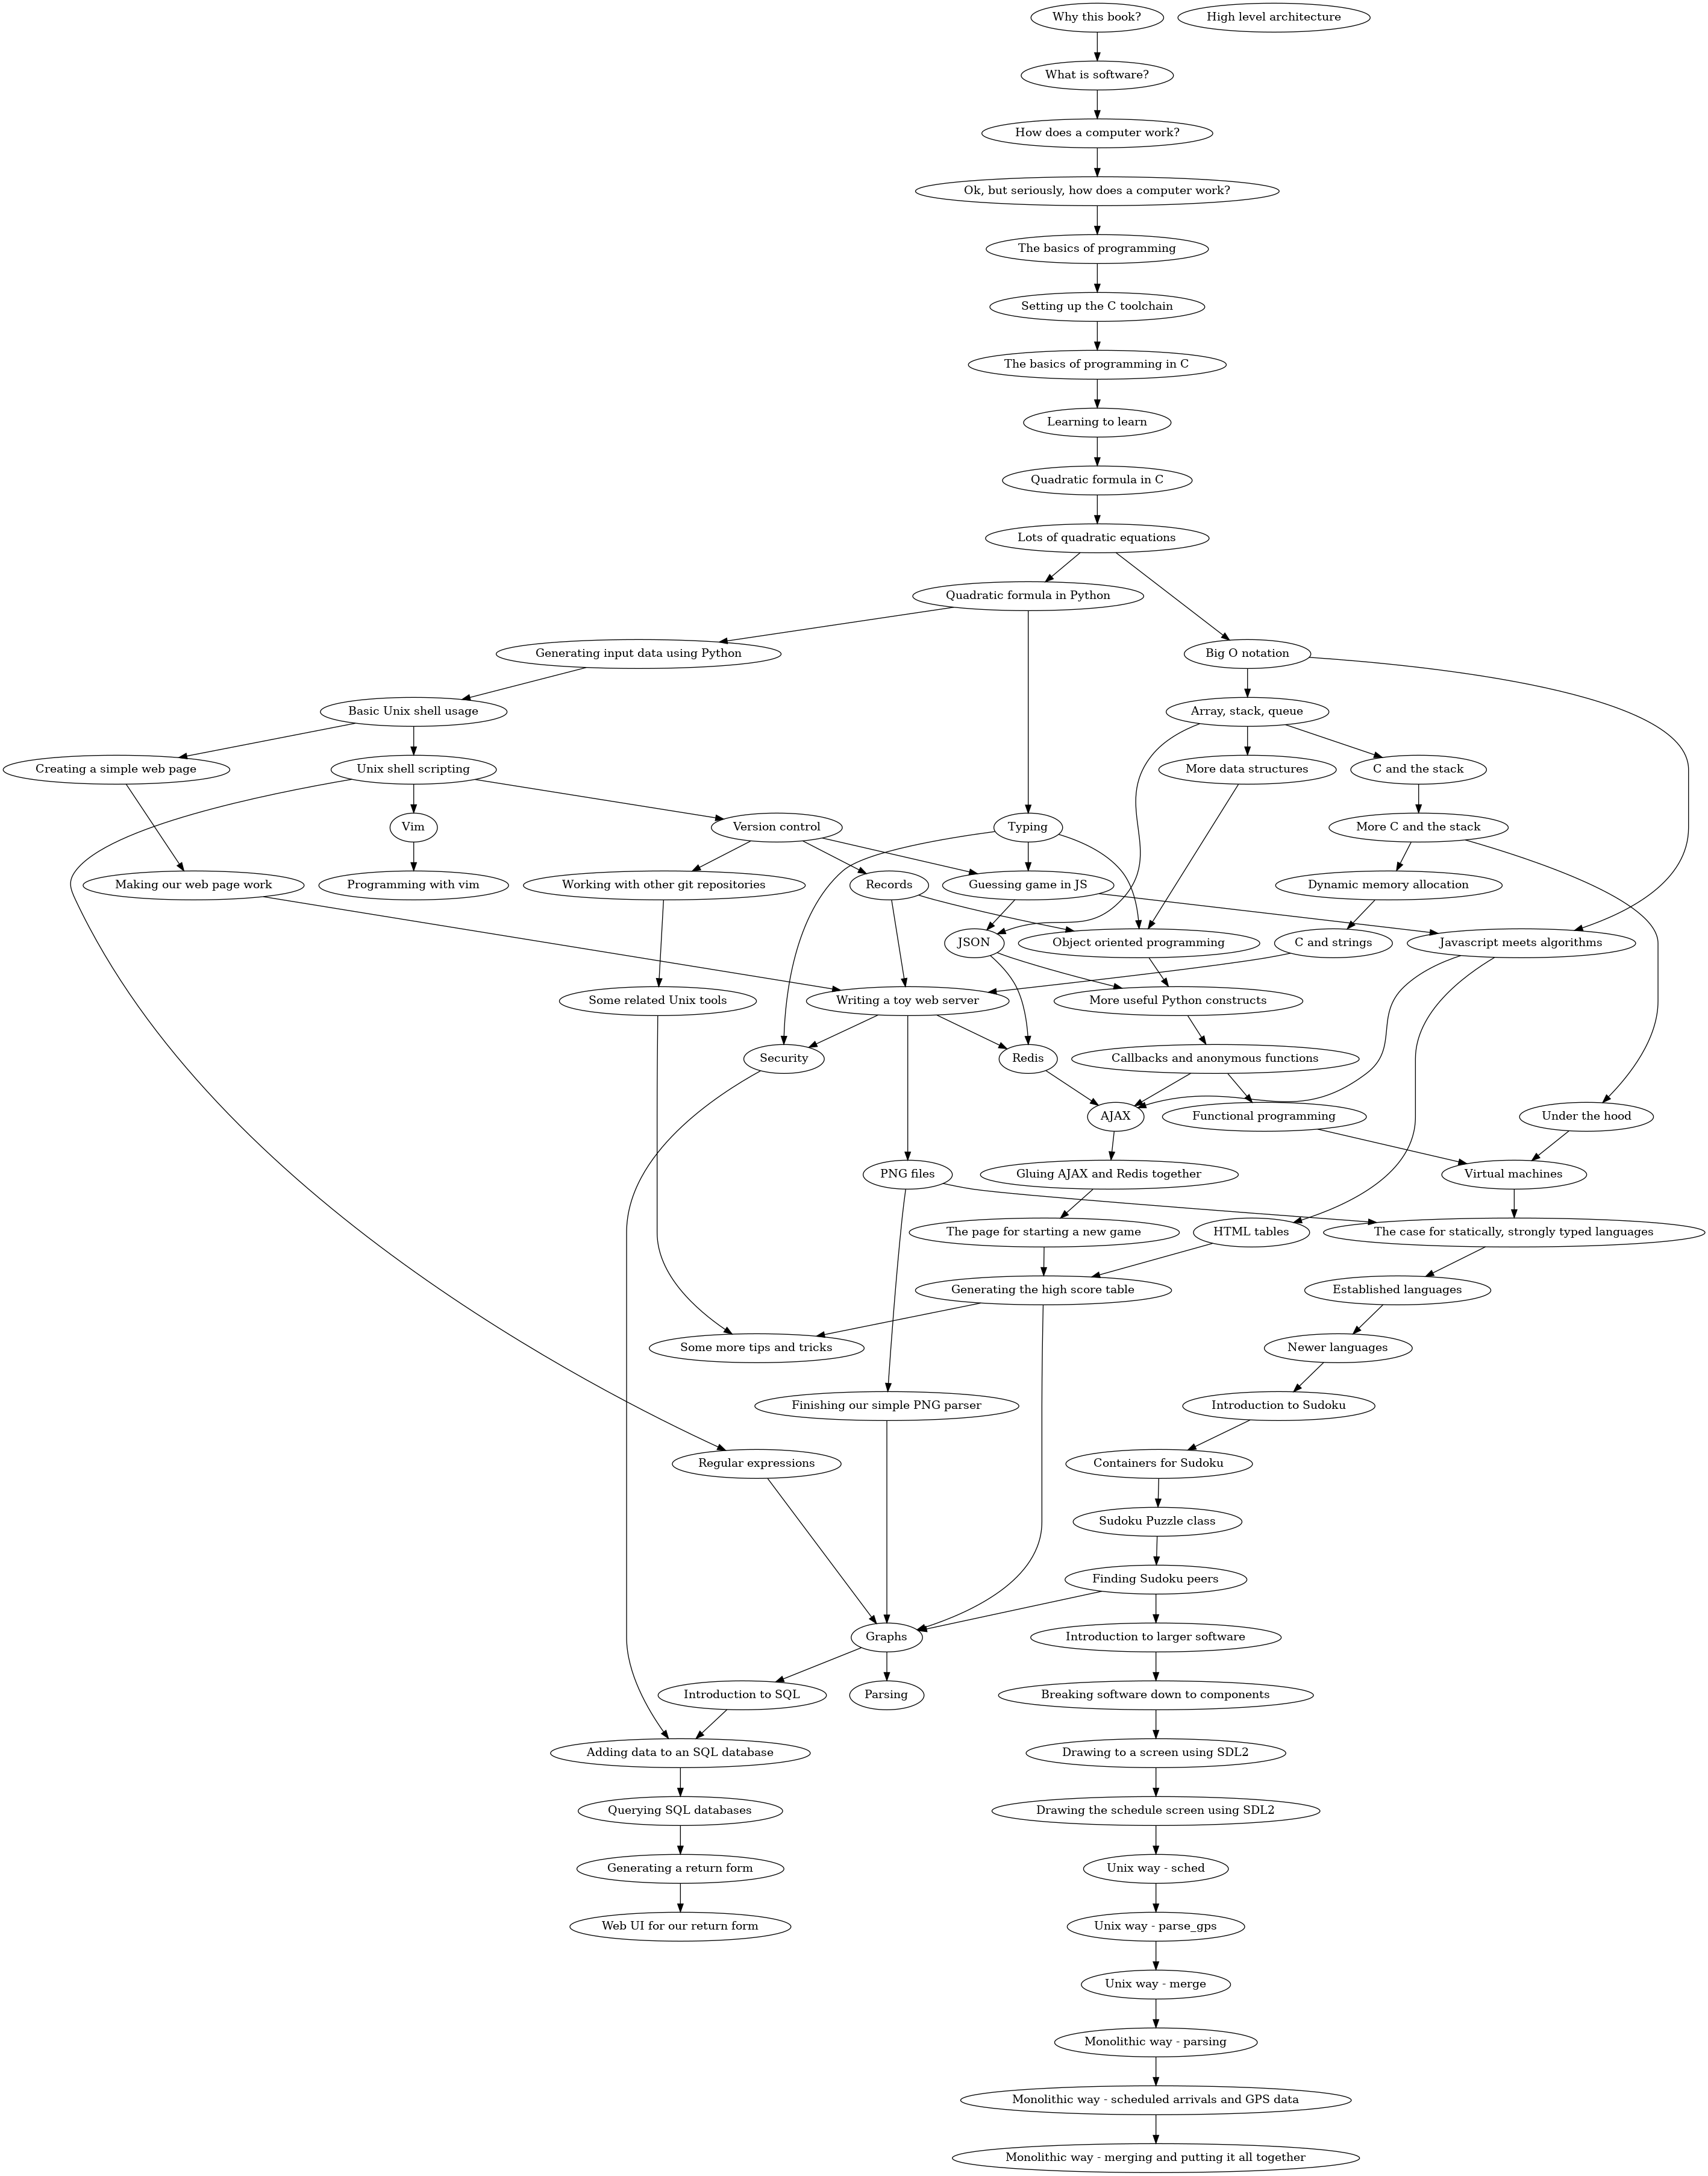 Why this book?
High level architecture
What is software?
How does a computer work?
Ok, but seriously, how does a computer work?
The basics of programming
Setting up the C toolchain
The basics of programming in C
Learning to learn
Quadratic formula in C
Lots of quadratic equations
Quadratic formula in Python
Generating input data using Python
Big O notation
Basic Unix shell usage
Array, stack, queue
Creating a simple web page
Unix shell scripting
More data structures
C and the stack
Vim
Version control
Typing
More C and the stack
Making our web page work
Programming with vim
Working with other git repositories
Records
Guessing game in JS
Dynamic memory allocation
JSON
Object oriented programming
C and strings
Javascript meets algorithms
Some related Unix tools
Writing a toy web server
More useful Python constructs
Security
Redis
Callbacks and anonymous functions
AJAX
Functional programming
Under the hood
PNG files
Gluing AJAX and Redis together
Virtual machines
The page for starting a new game
HTML tables
The case for statically, strongly typed languages
Generating the high score table
Established languages
Some more tips and tricks
Newer languages
Finishing our simple PNG parser
Introduction to Sudoku
Regular expressions
Containers for Sudoku
Sudoku Puzzle class
Finding Sudoku peers
Graphs
Introduction to larger software
Introduction to SQL
Parsing
Breaking software down to components
Adding data to an SQL database
Drawing to a screen using SDL2
Querying SQL databases
Drawing the schedule screen using SDL2
Generating a return form
Unix way - sched
Web UI for our return form
Unix way - parse_gps
Unix way - merge
Monolithic way - parsing
Monolithic way - scheduled arrivals and GPS data
Monolithic way - merging and putting it all together